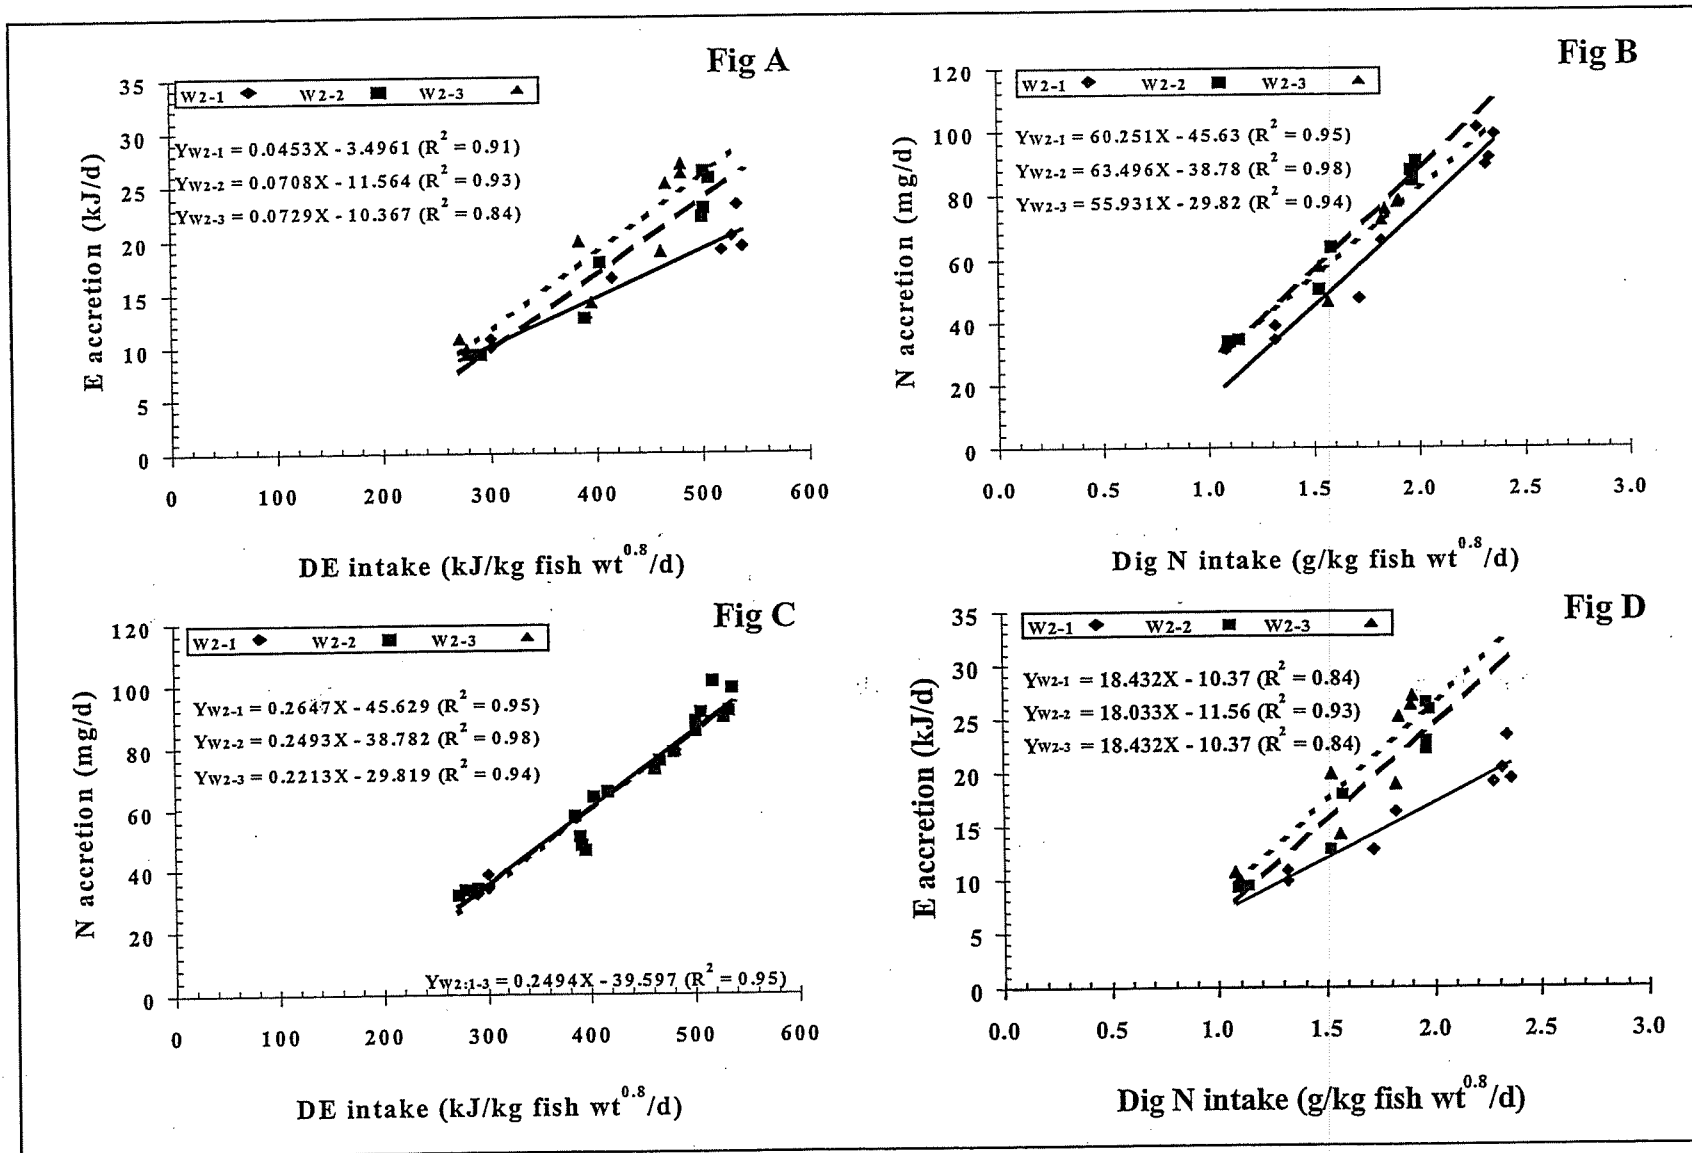 Fig A
35
30
25
20
15
10
5
0
E accretion (kJ/d)
W2-1 W2-2 W2-3
YW2-1 = 0.0453X - 3.4961 (R2 = 0.91)
YW2-2 = 0.0708X - 11.564 (R2 = 0.93)
YW2-3 = 0.0729X - 10.367 (R2 = 0.84)
0 100 200 300 400 500 600
DE intake (kJ/kg fish wt0.8/d)
Fig B
120
100
80
60
40
20
0
N accretion (mg/d)
W2-1 W2-2 W2-3
YW2-1 = 60.251X - 45.63 (R2 = 0.95)
YW2-2 = 63.496X - 38.78 (R2 = 0.98)
YW2-3 = 55.931X - 29.82 (R2 = 0.94)
0.0 0.5 1.0 1.5 2.0 2.5 3.0
Dig N intake (g/kg fish wt0.8/d)
Fig C
120
100
80
60
40
20
0
N accretion (mg/d)
W2-1 W2-2 W2-3
YW2-1 = 0.2647X - 45.629 (R2 = 0.95)
YW2-2 = 0.2493X - 38.782 (R2 = 0.98)
YW2-3 = 0.2213X - 29.819 (R2 = 0.94)
YW2:1-3 = 0.2494X - 39.597 (R2 = 0.95)
0 100 200 300 400 500 600
DE intake (kJ/kg fish wt0.8/d)
Fig D
35
30
25
20
15
10
5
0
E accretion (kJ/d)
W2-1 W2-2 W2-3
YW2-1 = 18.432X - 10.37 (R2 = 0.84)
YW2-2 = 18.033X - 11.56 (R2 = 0.93)
YW2-3 = 18.432X - 10.37 (R2 = 0.84)
0.0 0.5 1.0 1.5 2.0 2.5 3.0
Dig N intake (g/kg fish wt0.8/d)